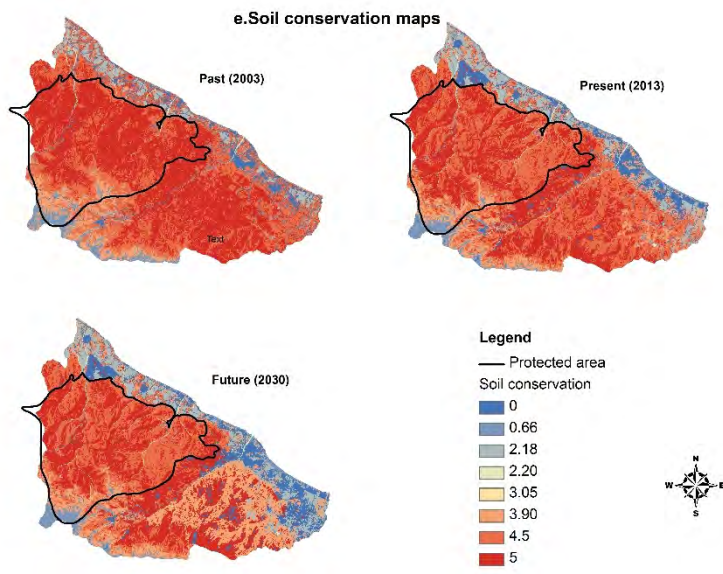 e.Soil conservation maps
Past (2003)
Present (2013)
Text
Future (2030)
Legend
Protected area
Soil conservation
0
0.66
2.18
2.20
3.05
3.90
4.5
5
N
W E
S